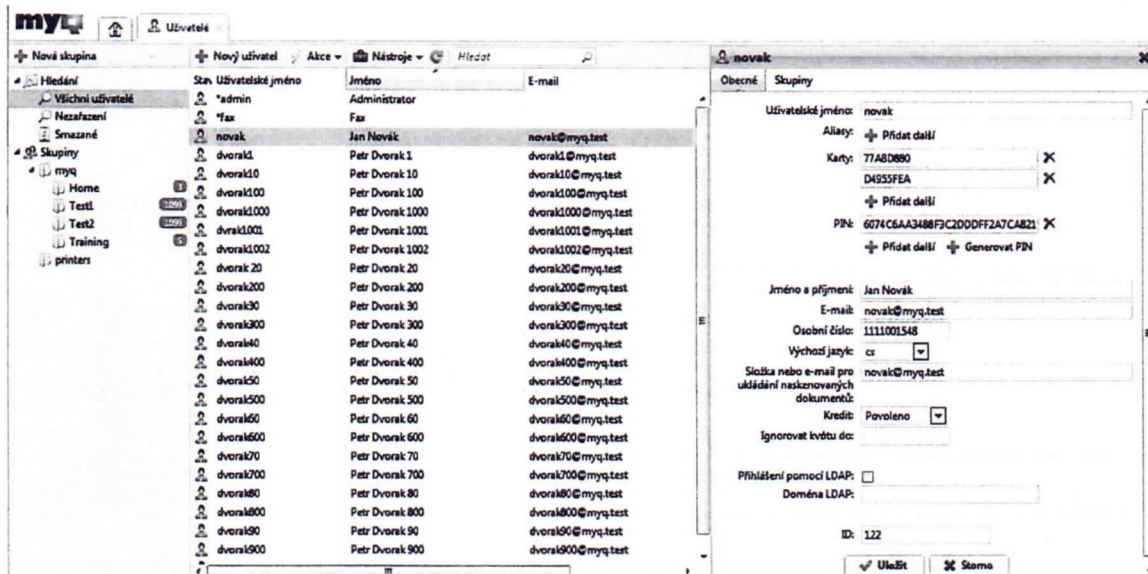 myq
Uživatelé
Nová skupina
Hledání
Všichni uživatelé
Nezařazení
Smazané
Skupiny
myq
Home 3
Test1 1095
Test2 1095
Training 5
printers
Nový uživatel Akce Nástroje Hledat
Stav Uživatelské jméno Jméno E-mail
*admin Administrator
*fax Fax
novak Jan Novák novak@myq.test
dvorak1 Petr Dvorak 1 dvorak1@myq.test
dvorak10 Petr Dvorak 10 dvorak10@myq.test
dvorak100 Petr Dvorak 100 dvorak100@myq.test
dvorak1000 Petr Dvorak 1000 dvorak1000@myq.test
dvrak1001 Petr Dvorak 1001 dvorak1001@myq.test
dvorak1002 Petr Dvorak 1002 dvorak1002@myq.test
dvorak 20 Petr Dvorak 20 dvorak20@myq.test
dvorak200 Petr Dvorak 200 dvorak200@myq.test
dvorak30 Petr Dvorak 30 dvorak30@myq.test
dvorak300 Petr Dvorak 300 dvorak300@myq.test
dvorak40 Petr Dvorak 40 dvorak40@myq.test
dvorak400 Petr Dvorak 400 dvorak400@myq.test
dvorak50 Petr Dvorak 50 dvorak50@myq.test
dvorak500 Petr Dvorak 500 dvorak500@myq.test
dvorak60 Petr Dvorak 60 dvorak60@myq.test
dvorak600 Petr Dvorak 600 dvorak600@myq.test
dvorak70 Petr Dvorak 70 dvorak70@myq.test
dvorak700 Petr Dvorak 700 dvorak700@myq.test
dvorak80 Petr Dvorak 80 dvorak80@myq.test
dvorak800 Petr Dvorak 800 dvorak800@myq.test
dvorak90 Petr Dvorak 90 dvorak90@myq.test
dvorak900 Petr Dvorak 900 dvorak900@myq.test
novak
Obecné Skupiny
Uživatelské jméno: novak
Aliasy: Přidat další
Karty: 77A8D880
D4955FEA
Přidat další
PIN: 6074C6AA3488F3C2DDDFF2A7CA821
Přidat další Generovat PIN
Jméno a příjmení: Jan Novák
E-mail: novak@myq.test
Osobní číslo: 1111001548
Výchozí jazyk: cs
Složka nebo e-mail pro novak@myq.test
ukládání naskenovaných
dokumentů:
Kredit: Povoleno
Ignorovat kvótu do:
Přihlášení pomocí LDAP:
Doména LDAP:
ID: 122
Uložit Storno